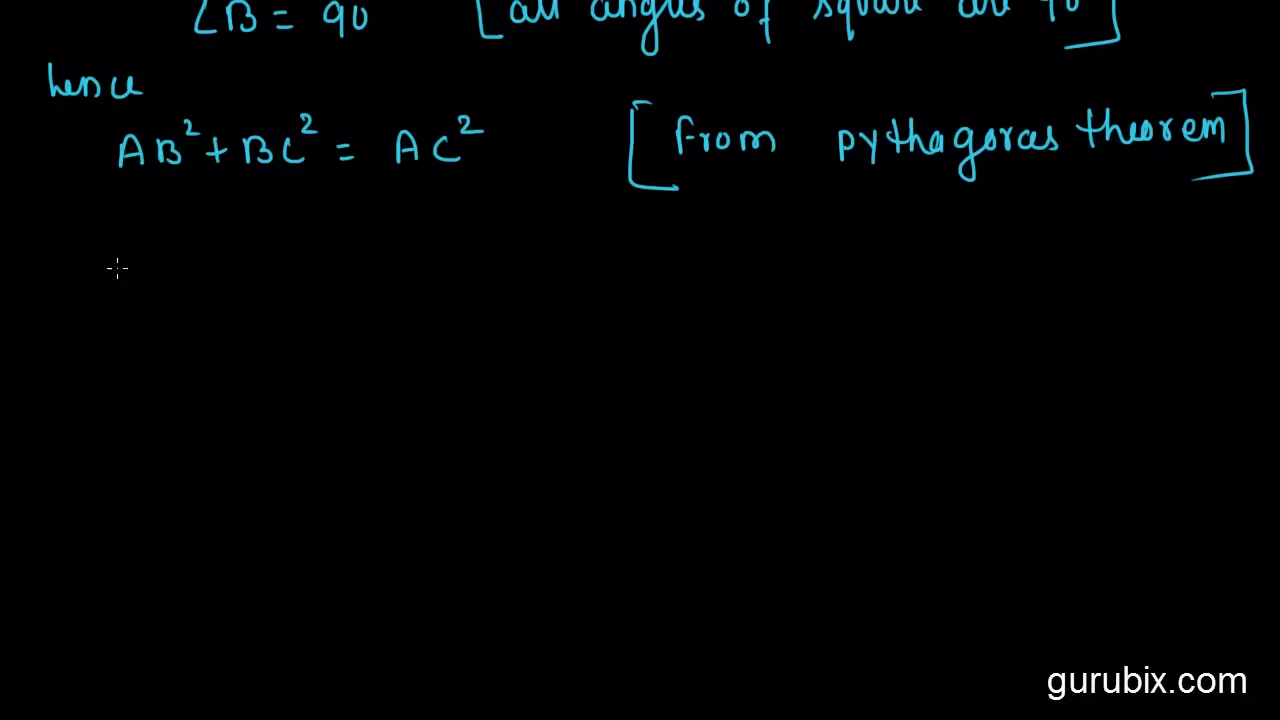 ∠B = 90 [all angles of square are 90]
hence
AB² + BC² = AC² [From pythagoras theorem]
gurubix.com